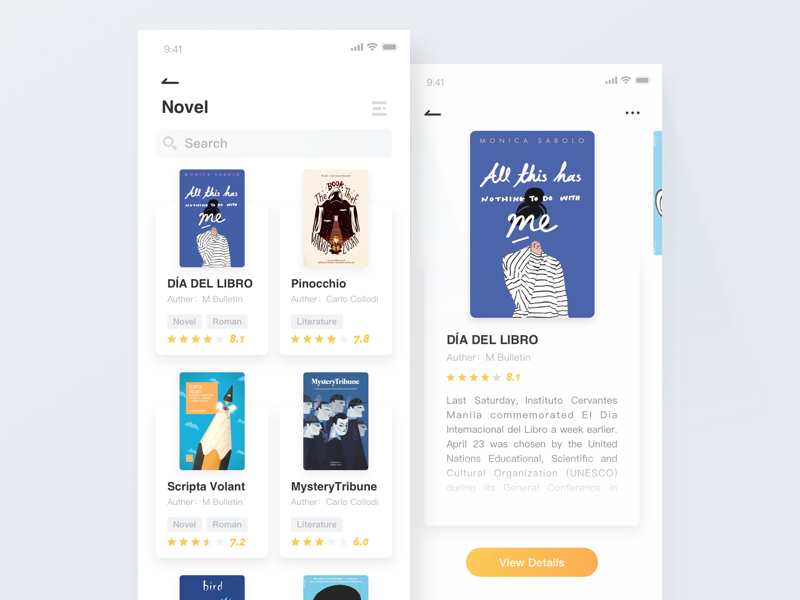 9:41
Novel
Search
MONICA SABOLO
All this has
NOTHING TO DO WITH
me
DÍA DEL LIBRO
Auther: M Bulletin
Novel Roman
8.1
The Book Thief
MARKUS ZUSAK
Pinocchio
Auther: Carlo Collodi
Literature
7.8
Scripta Volant
Auther: M Bulletin
Novel Roman
7.2
MysteryTribune
MysteryTribune
Auther: Carlo Collodi
Literature
6.0
bird
9:41
MONICA SABOLO
All this has
NOTHING TO DO WITH
me
DÍA DEL LIBRO
Auther: M Bulletin
8.1
Last Saturday, Instituto Cervantes
Manila commemorated El Día
Internacional del Libro a week earlier.
April 23 was chosen by the United
Nations Educational, Scientific and
Cultural Organization (UNESCO)
during its General Conference in
View Details